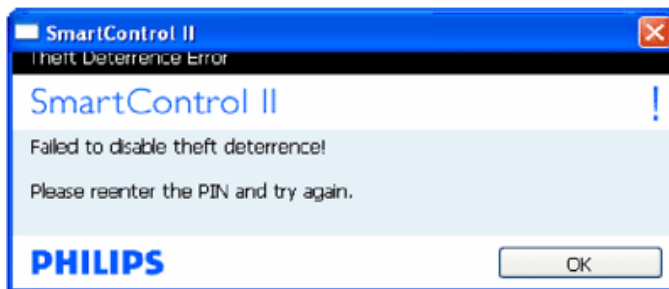 SmartControl II
Theft Deterrence Error
SmartControl II !
Failed to disable theft deterrence!
Please reenter the PIN and try again.
PHILIPS
OK